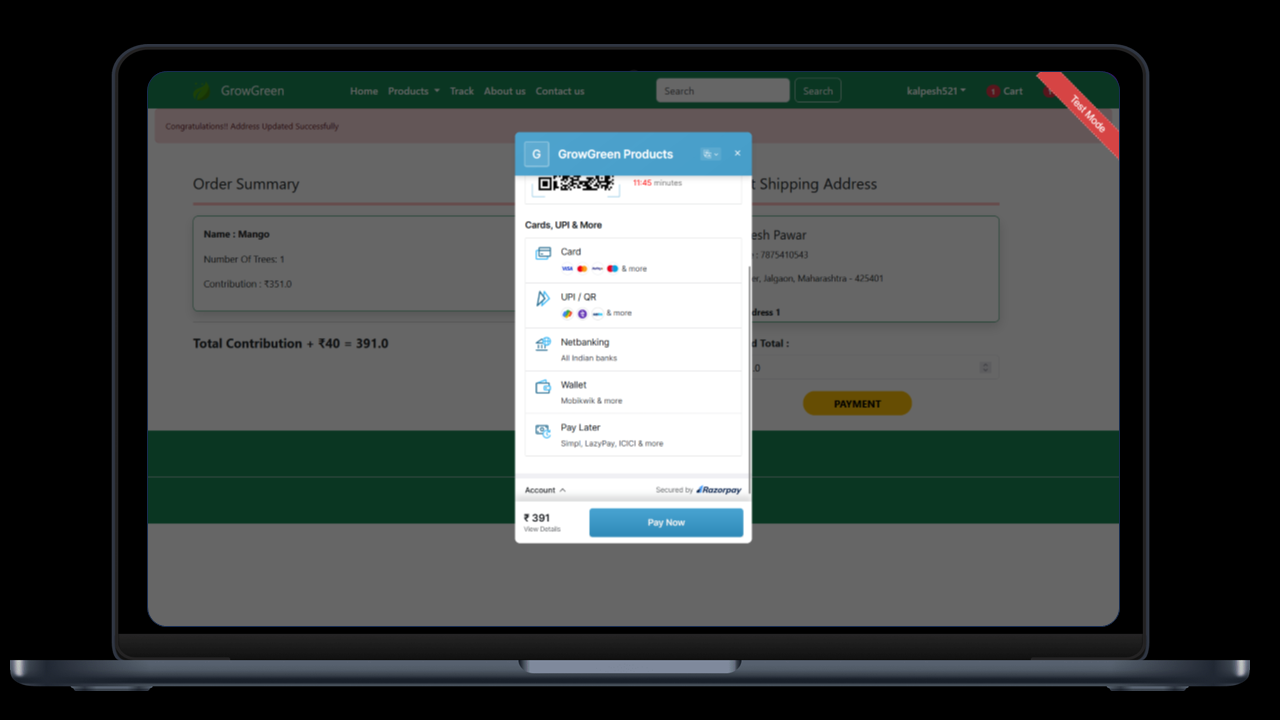 GrowGreen
Home Products Track About us Contact us
Search
Search
kalpesh521
1 Cart
Test Mode
Congratulations!! Address Updated Successfully
Order Summary
Name : Mango
Number Of Trees: 1
Contribution : ₹351.0
Total Contribution + ₹40 = 391.0
G GrowGreen Products
11:45 minutes
Cards, UPI & More
Card
VISA & more
UPI / QR
& more
Netbanking
All Indian banks
Wallet
Mobikwik & more
Pay Later
Simpl, LazyPay, ICICI & more
Account
Secured by Razorpay
₹ 391
View Details
Pay Now
t Shipping Address
esh Pawar
: 7875410543
er, Jalgaon, Maharashtra - 425401
dress 1
d Total :
.0
PAYMENT